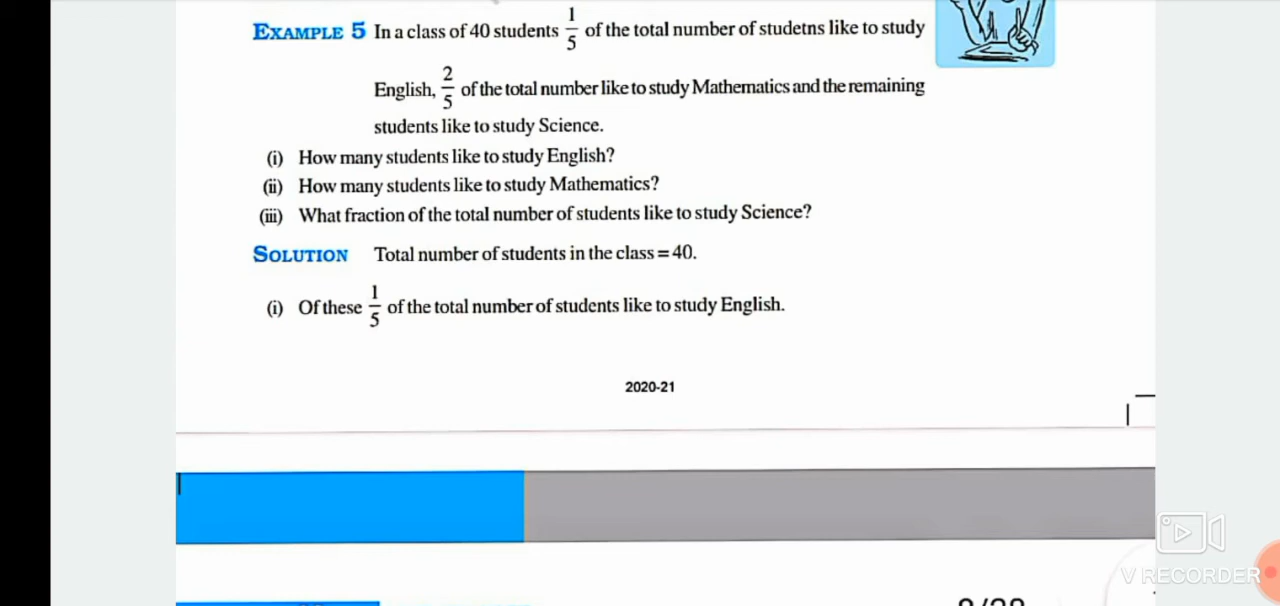 EXAMPLE 5 In a class of 40 students 1/5 of the total number of studetns like to study
English, 2/5 of the total number like to study Mathematics and the remaining
students like to study Science.
(i) How many students like to study English?
(ii) How many students like to study Mathematics?
(iii) What fraction of the total number of students like to study Science?
SOLUTION Total number of students in the class = 40.
(i) Of these 1/5 of the total number of students like to study English.
2020-21
V RECORDER